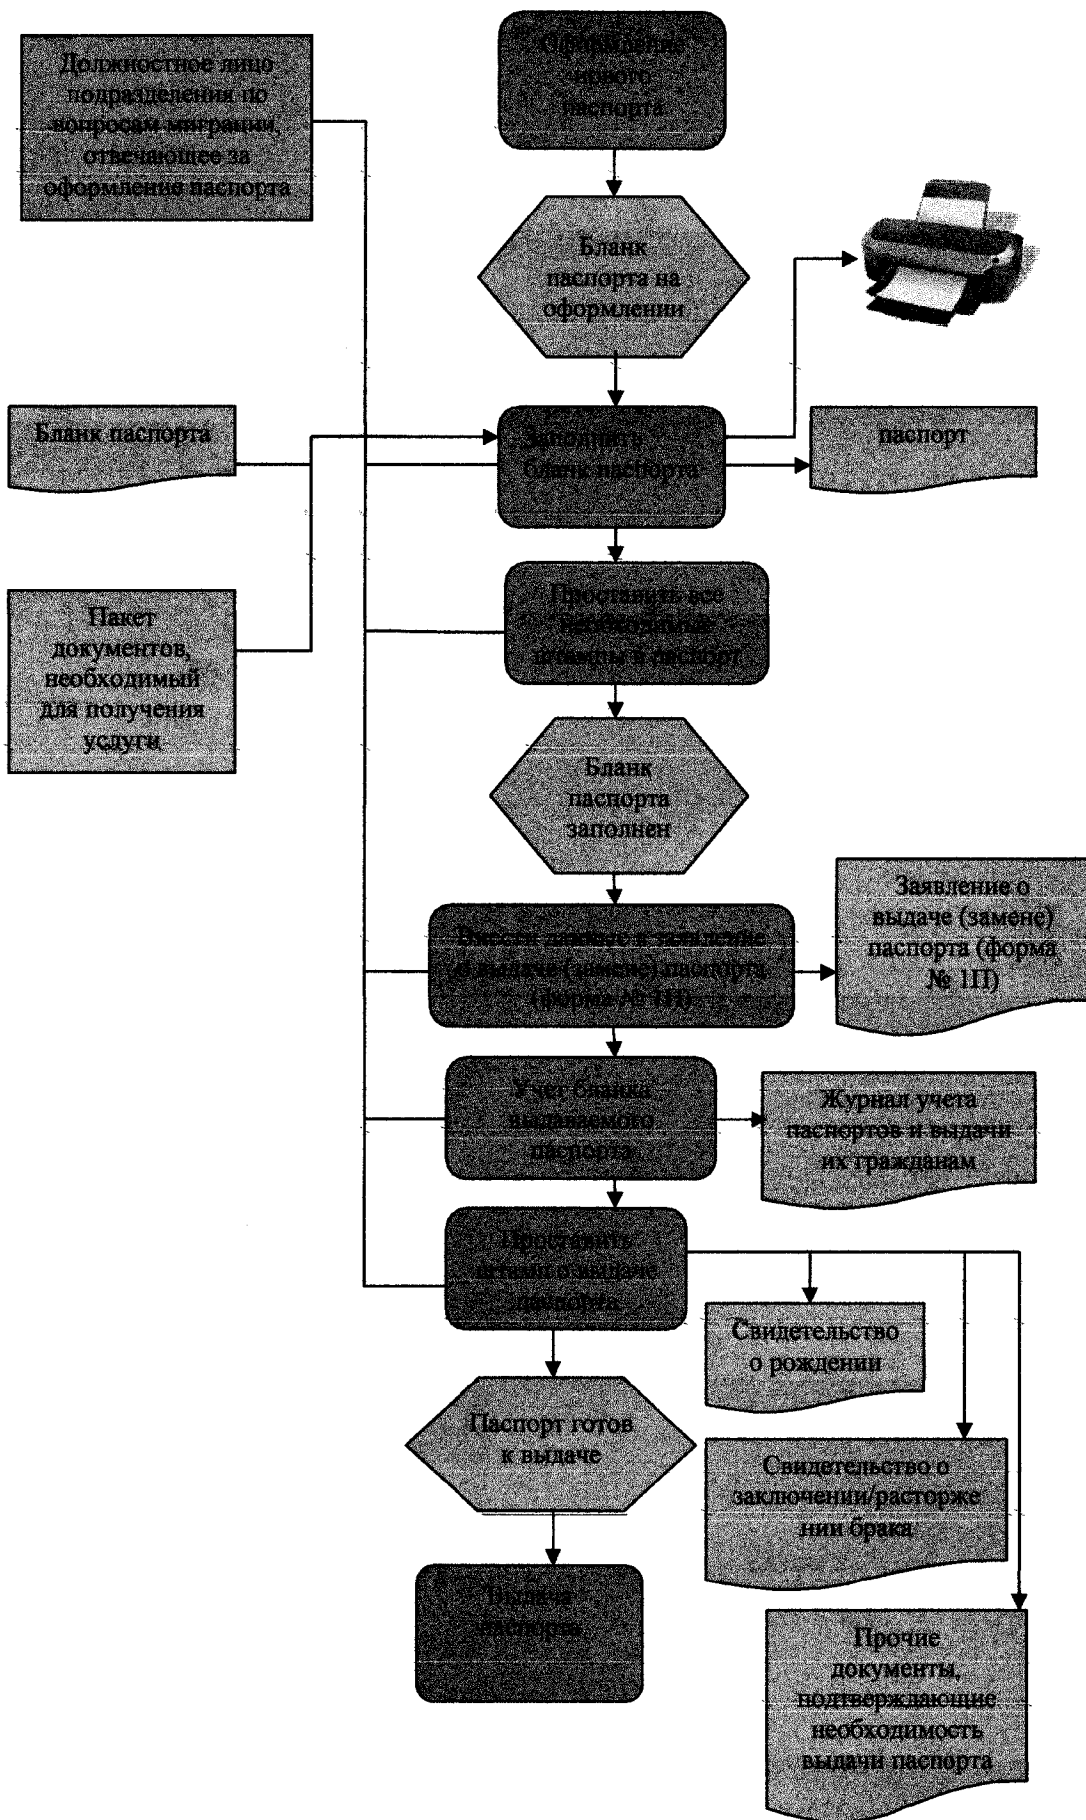 Должностное лицо
подразделения по
вопросам миграции,
отвечающее за
оформление паспорта
Оформление
нового
паспорта
Бланк
паспорта на
оформлении
Бланк паспорта
Заполнить
бланк паспорта
паспорт
Пакет
документов,
необходимый
для получения
услуги
Проставить все
необходимые
штампы в паспорт
Бланк
паспорта
заполнен
Внести данные в заявление
о выдаче (замене) паспорта
(форма № 1П)
Заявление о
выдаче (замене)
паспорта (форма
№ 1П)
Учет бланка
выдаваемого
паспорта
Журнал учета
паспортов и выдачи
их гражданам
Проставить
штамп о выдаче
паспорта
Свидетельство
о рождении
Паспорт готов
к выдаче
Свидетельство о
заключении/расторже
нии брака
Выдача
паспорта
Прочие
документы,
подтверждающие
необходимость
выдачи паспорта